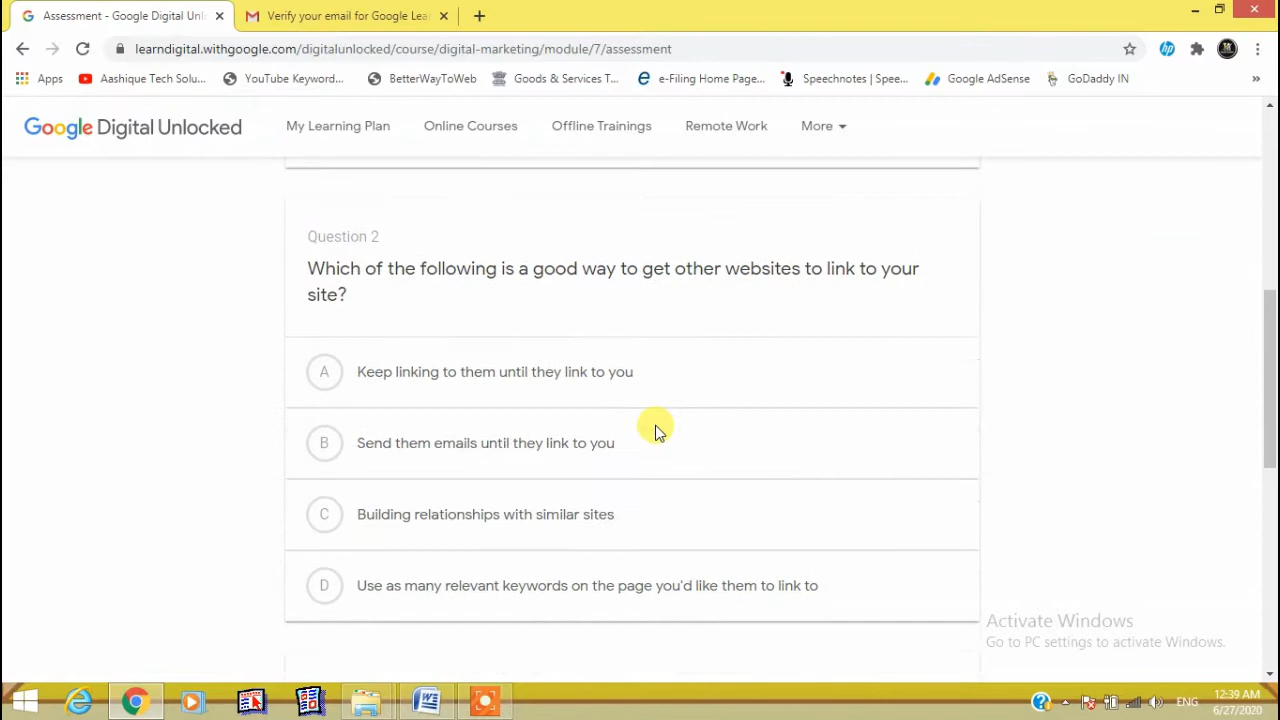 Assessment - Google Digital Unl
Verify your email for Google Lea
learndigital.withgoogle.com/digitalunlocked/course/digital-marketing/module/7/assessment
Apps
Aashique Tech Solu...
YouTube Keyword...
BetterWayToWeb
Goods & Services T...
e-Filing Home Page...
Speechnotes | Spee...
Google AdSense
GoDaddy IN
Google Digital Unlocked
My Learning Plan
Online Courses
Offline Trainings
Remote Work
More
Question 2
Which of the following is a good way to get other websites to link to your
site?
A Keep linking to them until they link to you
B Send them emails until they link to you
C Building relationships with similar sites
D Use as many relevant keywords on the page you'd like them to link to
Activate Windows
Go to PC settings to activate Windows.
ENG
12:39 AM
6/27/2020